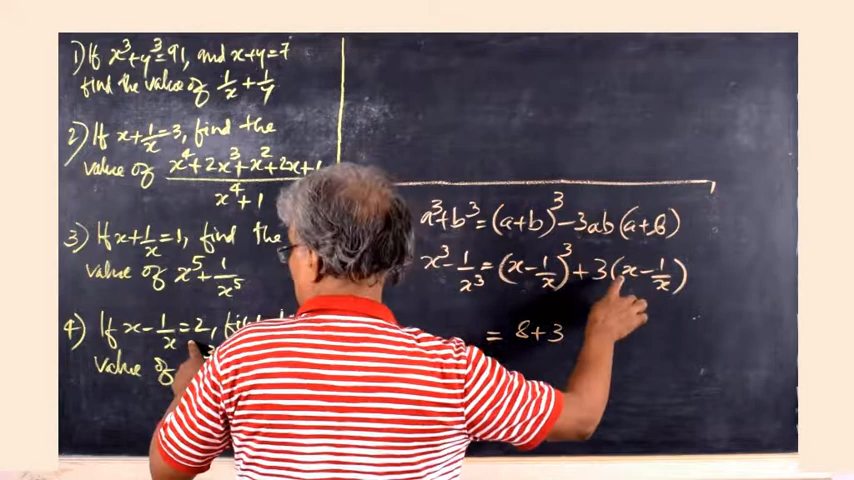 1) If x³+y³=91, and x+y=7
find the value of 1/x + 1/y
2) If x+1/x=3, find the
value of (x⁴+2x³+x²+2x+1)/(x⁴+1)
3) If x+1/x=1, find the
value of x⁵+1/x⁵
4) If x-1/x=2,
value of
a³+b³=(a+b)³-3ab(a+b)
x³-1/x³=(x-1/x)³+3(x-1/x)
= 8+3